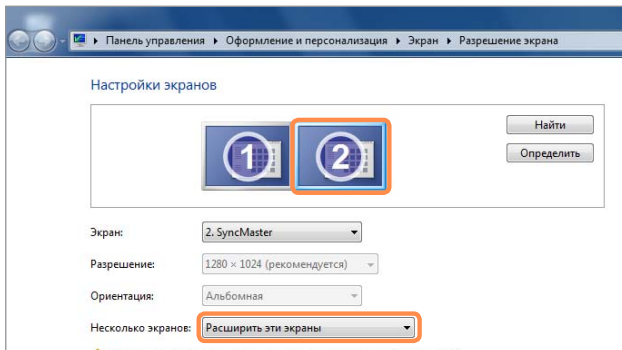 Панель управления ▸ Оформление и персонализация ▸ Экран ▸ Разрешение экрана
Настройки экранов
1 2
Найти
Определить
Экран: 2. SyncMaster
Разрешение: 1280 × 1024 (рекомендуется)
Ориентация: Альбомная
Несколько экранов: Расширить эти экраны